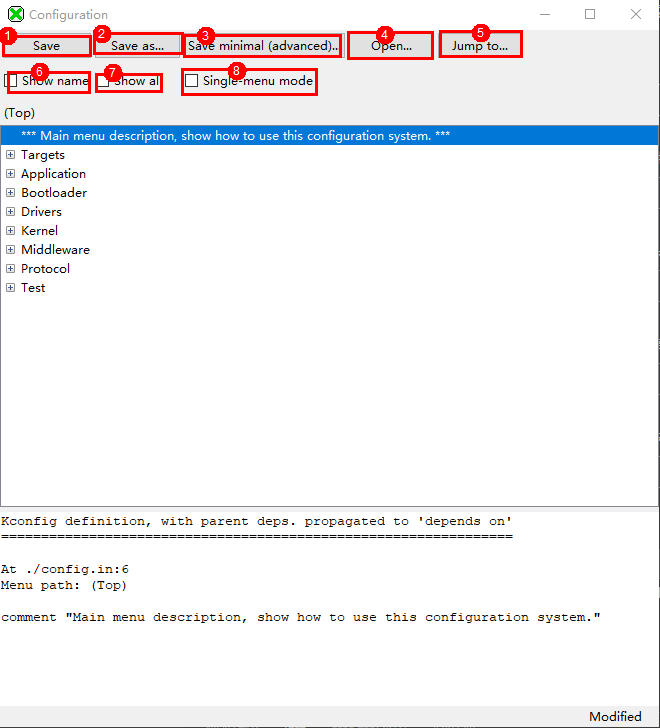 Configuration
1 2 3 4 5
Save Save as... Save minimal (advanced)... Open... Jump to...
6 7 8
Show name Show all Single-menu mode
(Top)
*** Main menu description, show how to use this configuration system. ***
Targets
Application
Bootloader
Drivers
Kernel
Middleware
Protocol
Test
Kconfig definition, with parent deps. propagated to 'depends on'
================================================================
At ./config.in:6
Menu path: (Top)
comment "Main menu description, show how to use this configuration system."
Modified